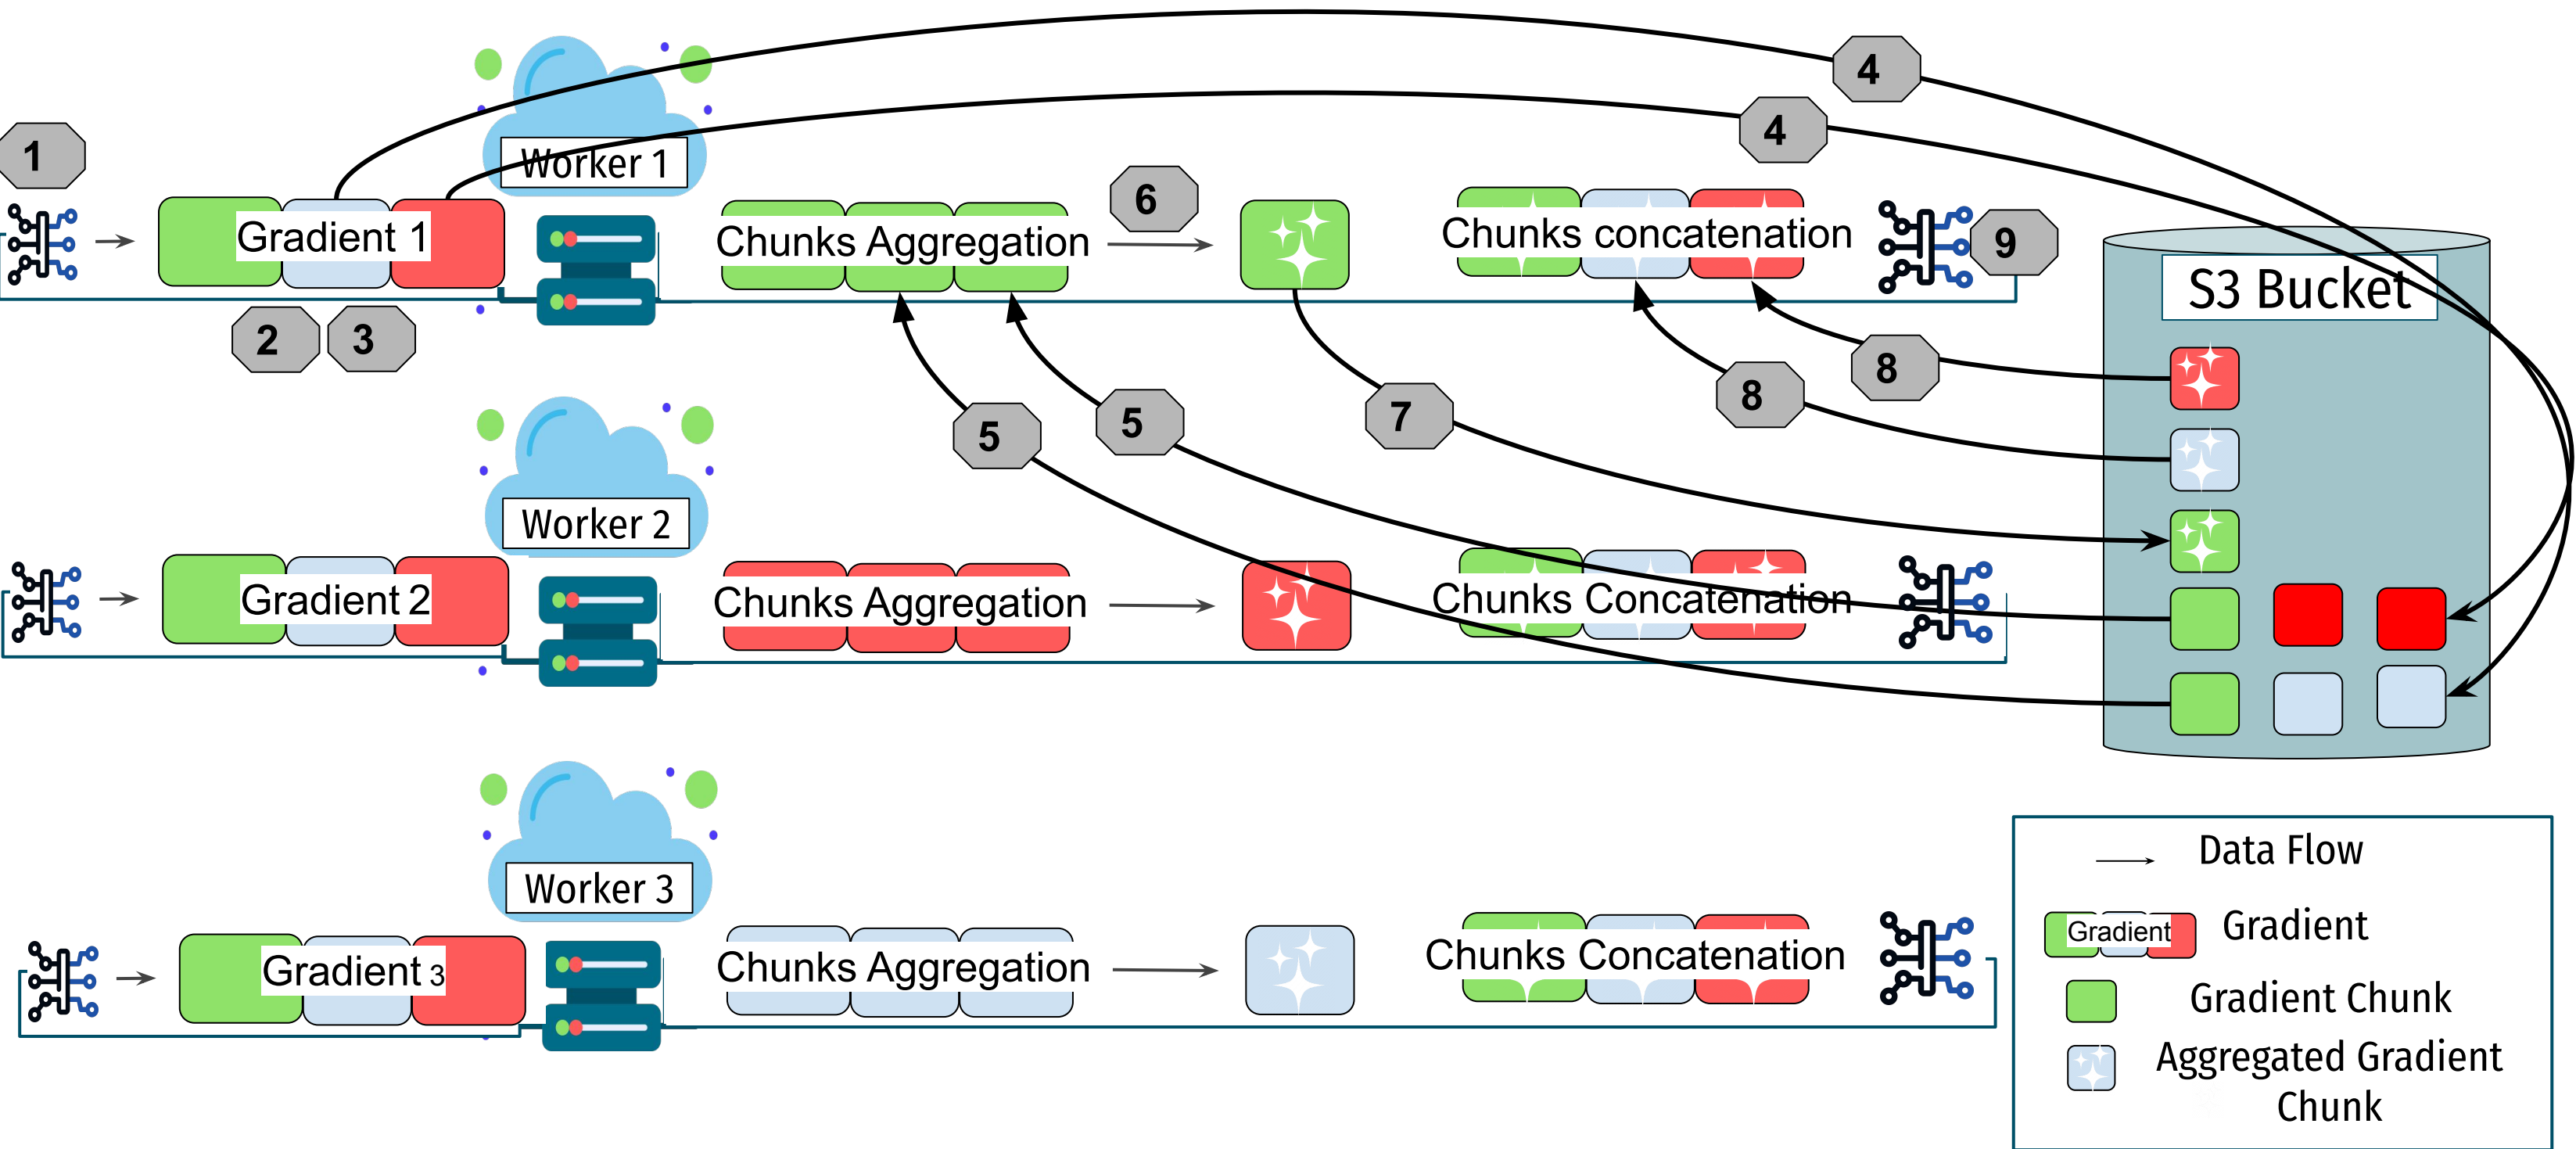 4
4
1
Worker 1
6
Gradient 1
Chunks Aggregation
Chunks concatenation
9
S3 Bucket
2
3
8
8
7
5
5
Worker 2
Gradient 2
Chunks Aggregation
Chunks Concatenation
Worker 3
Gradient 3
Chunks Aggregation
Chunks Concatenation
Data Flow
Gradient
Gradient
Gradient Chunk
Aggregated Gradient
Chunk